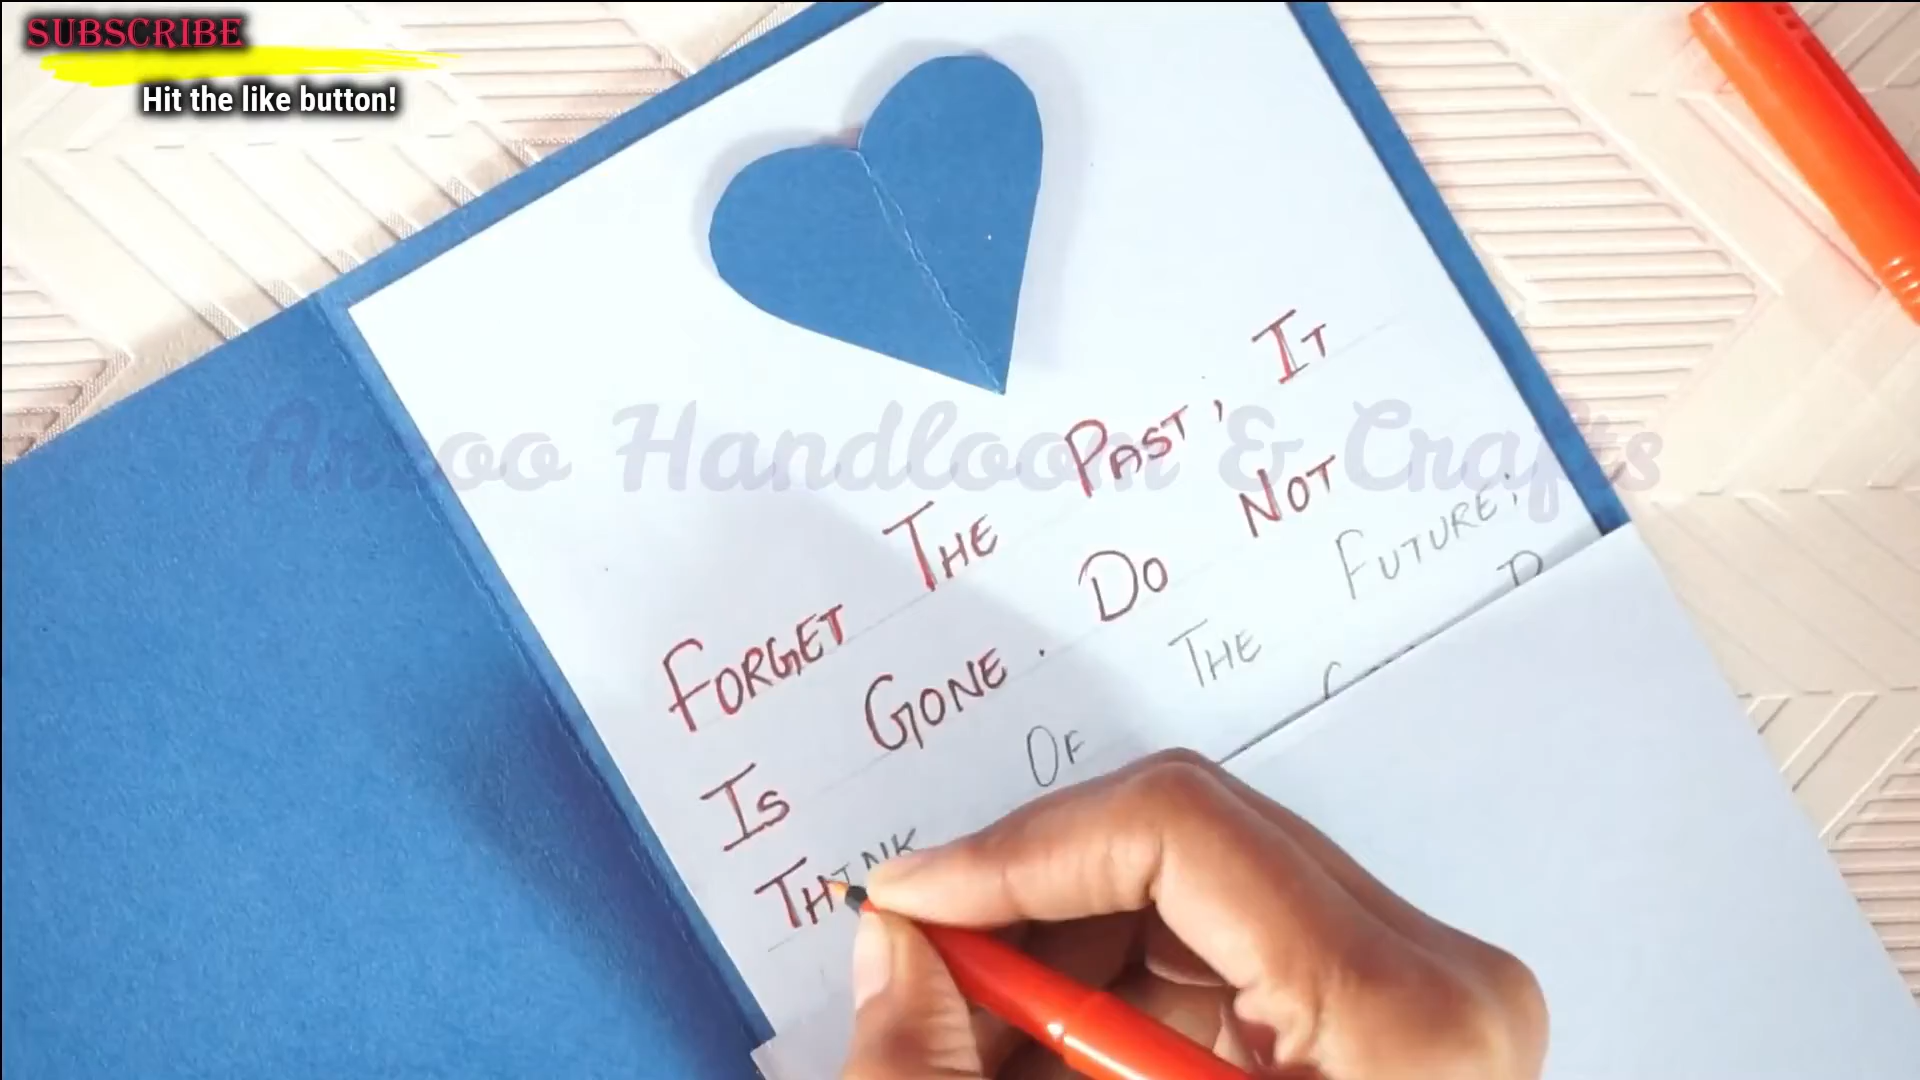 SUBSCRIBE
Hit the like button!
Arzoo Handloom & Crafts
FORGET THE PAST, IT
IS GONE. DO NOT
THINK OF THE FUTURE;